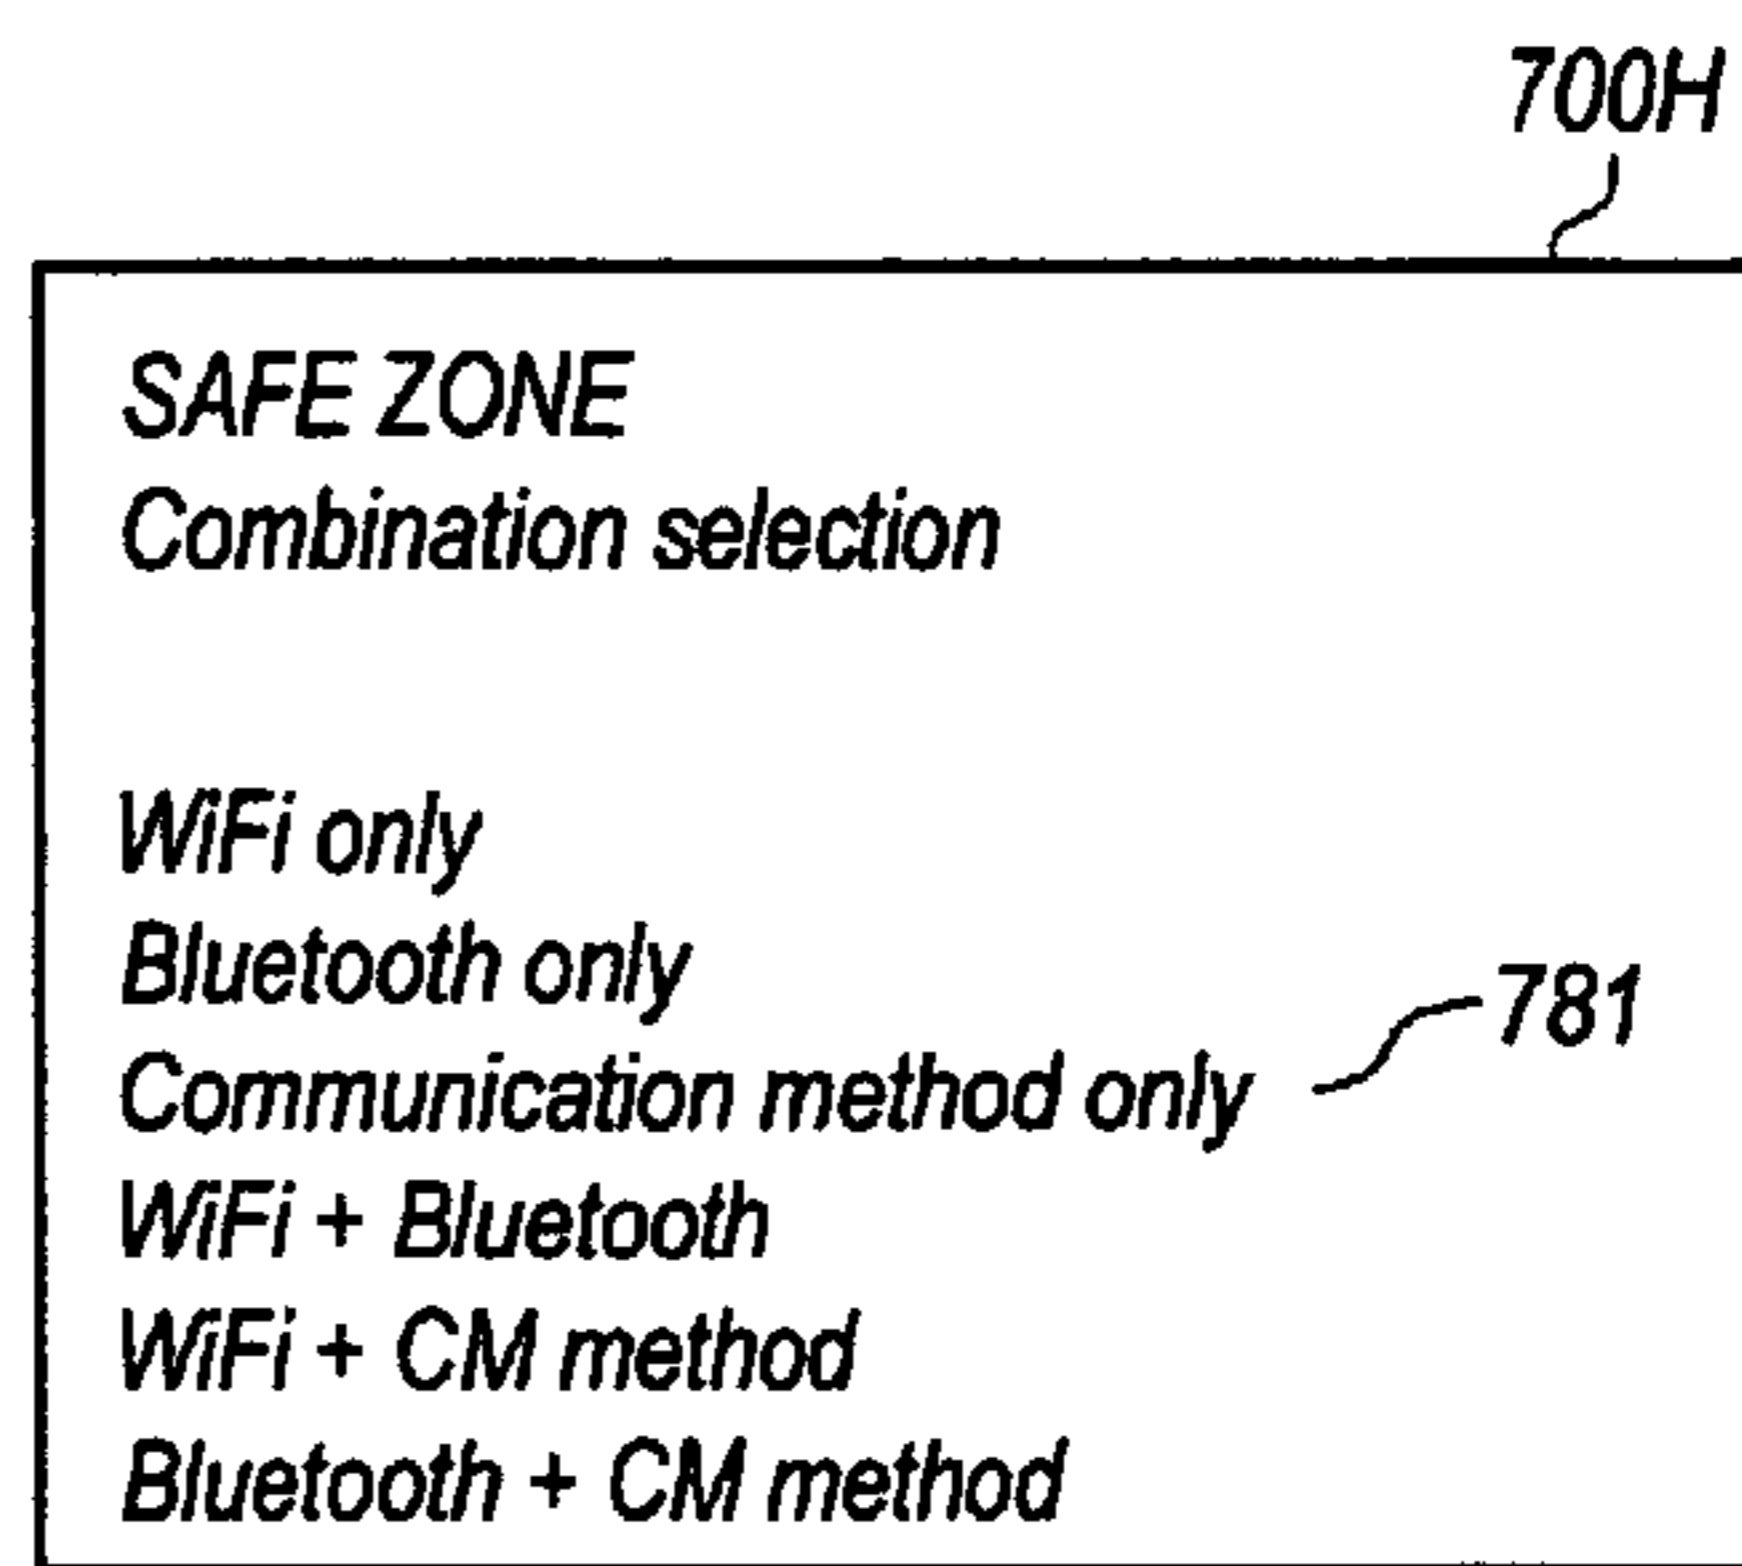 700H
SAFE ZONE
Combination selection
WiFi only
Bluetooth only
Communication method only
781
WiFi + Bluetooth
WiFi + CM method
Bluetooth + CM method